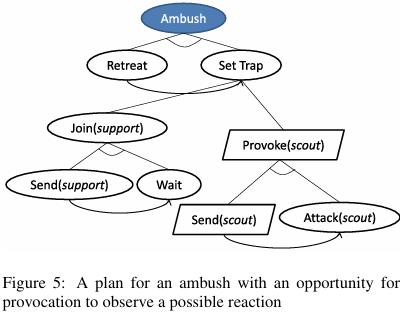 Ambush
Retreat
Set Trap
Join(support)
Provoke(scout)
Send(support)
Wait
Send(scout)
Attack(scout)
Figure 5: A plan for an ambush with an opportunity for
provocation to observe a possible reaction